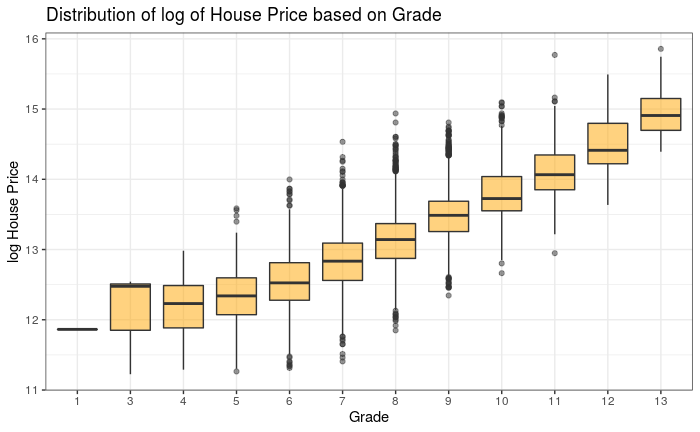 Distribution of log of House Price based on Grade
log House Price
16
15
14
13
12
11
1 3 4 5 6 7 8 9 10 11 12 13
Grade